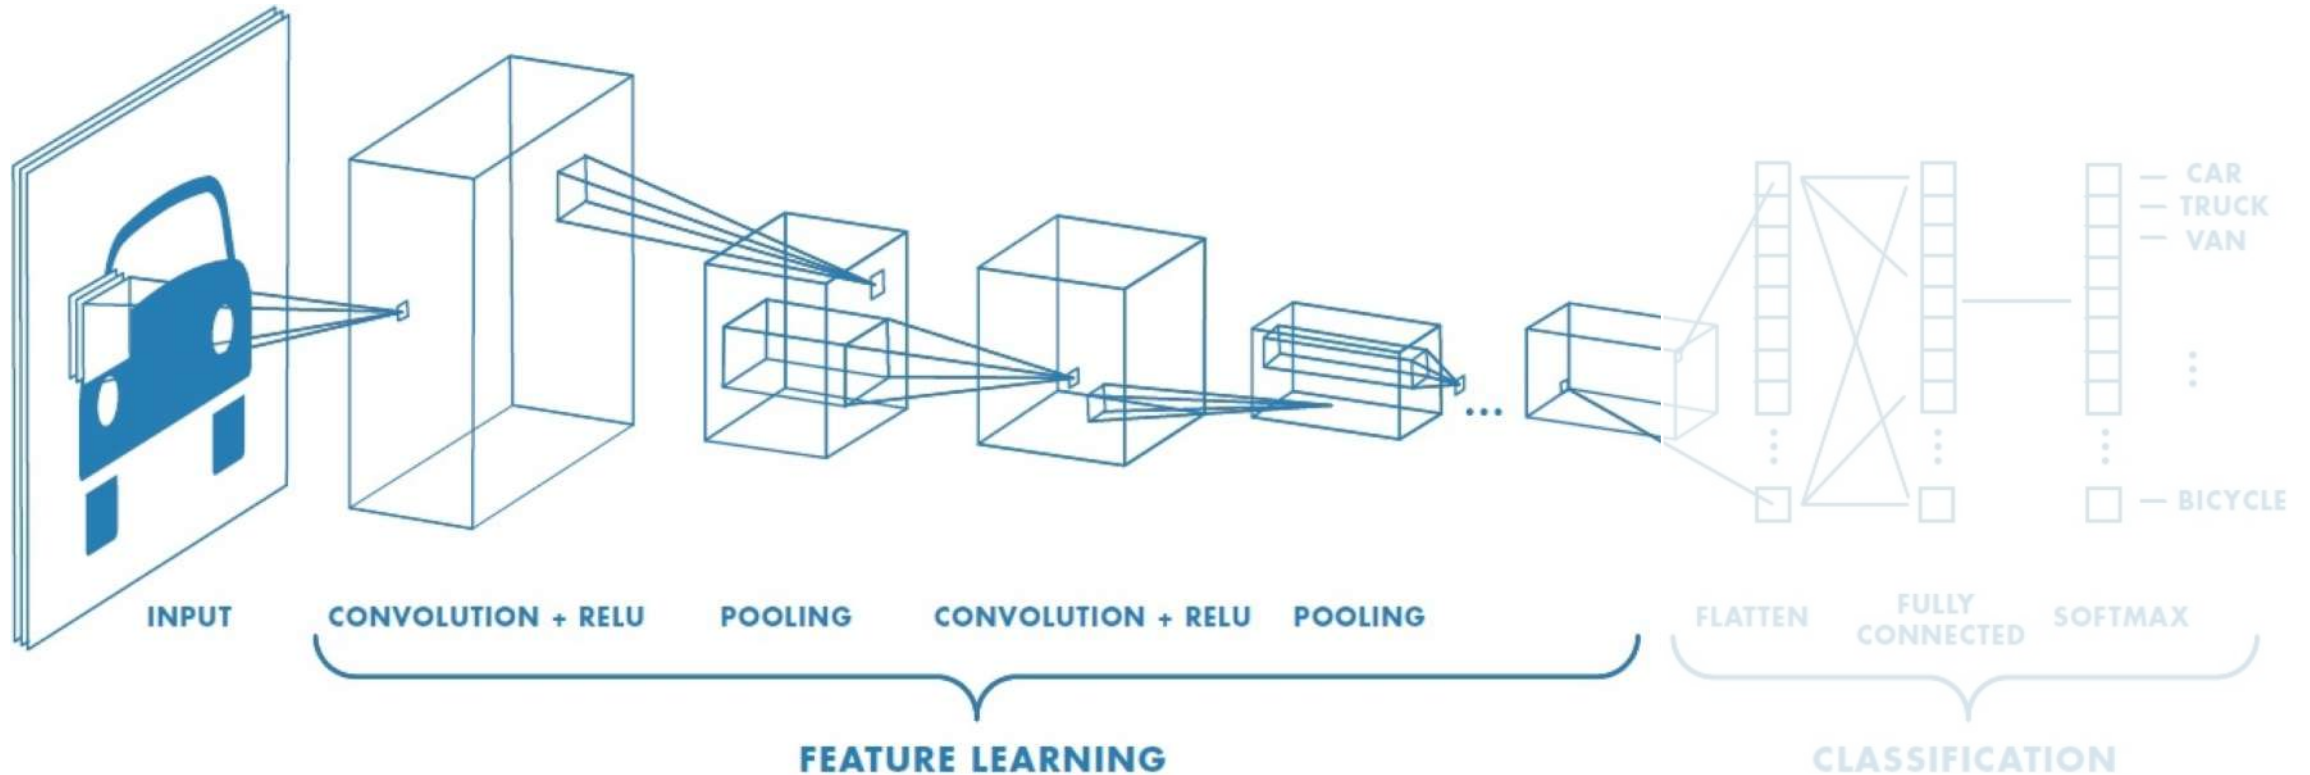 CAR
TRUCK
VAN
BICYCLE
INPUT
CONVOLUTION + RELU
POOLING
CONVOLUTION + RELU
POOLING
FLATTEN
FULLY
CONNECTED
SOFTMAX
FEATURE LEARNING
CLASSIFICATION